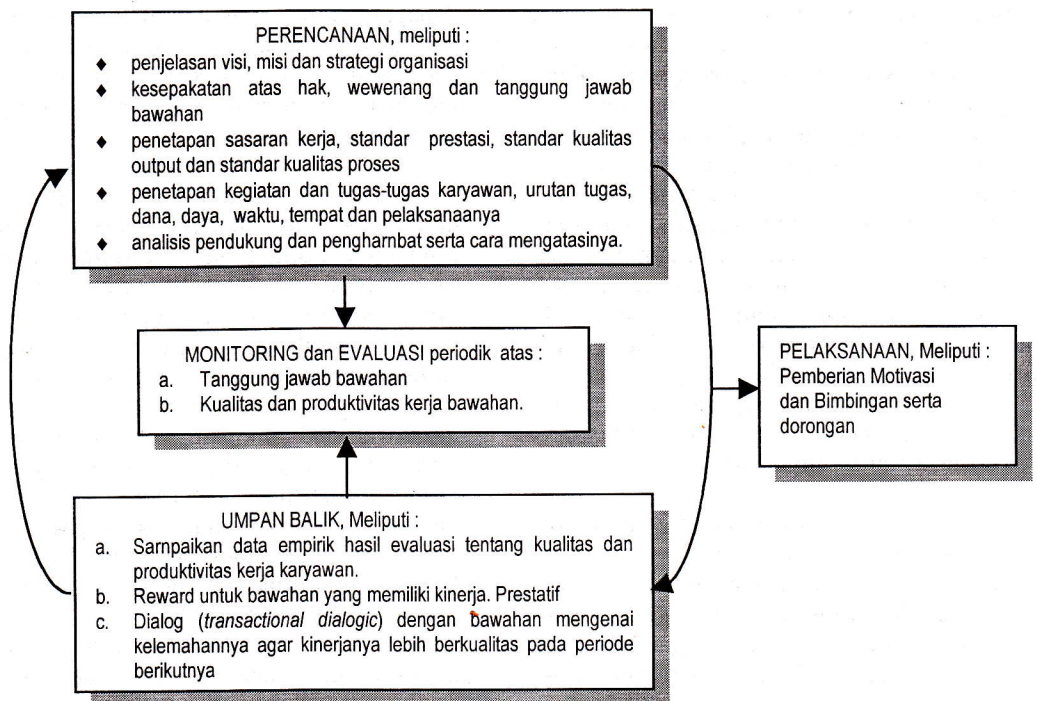 PERENCANAAN, meliputi :
♦ penjelasan visi, misi dan strategi organisasi
♦ kesepakatan atas hak, wewenang dan tanggung jawab
bawahan
♦ penetapan sasaran kerja, standar prestasi, standar kualitas
output dan standar kualitas proses
♦ penetapan kegiatan dan tugas-tugas karyawan, urutan tugas,
dana, daya, waktu, tempat dan pelaksanaanya
♦ analisis pendukung dan pengharnbat serta cara mengatasinya.
MONITORING dan EVALUASI periodik atas :
a. Tanggung jawab bawahan
b. Kualitas dan produktivitas kerja bawahan.
PELAKSANAAN, Meliputi :
Pemberian Motivasi
dan Bimbingan serta
dorongan
UMPAN BALIK, Meliputi :
a. Sarnpaikan data empirik hasil evaluasi tentang kualitas dan
produktivitas kerja karyawan.
b. Reward untuk bawahan yang memiliki kinerja. Prestatif
c. Dialog (transactional dialogic) dengan bawahan mengenai
kelemahannya agar kinerjanya lebih berkualitas pada periode
berikutnya